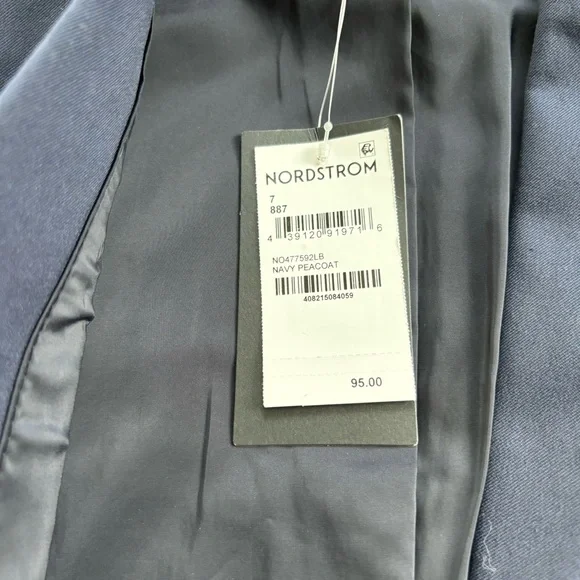 NORDSTROM
7
887
4 39120 91971 6
NO477592LB
NAVY PEACOAT
408215084059
95.00